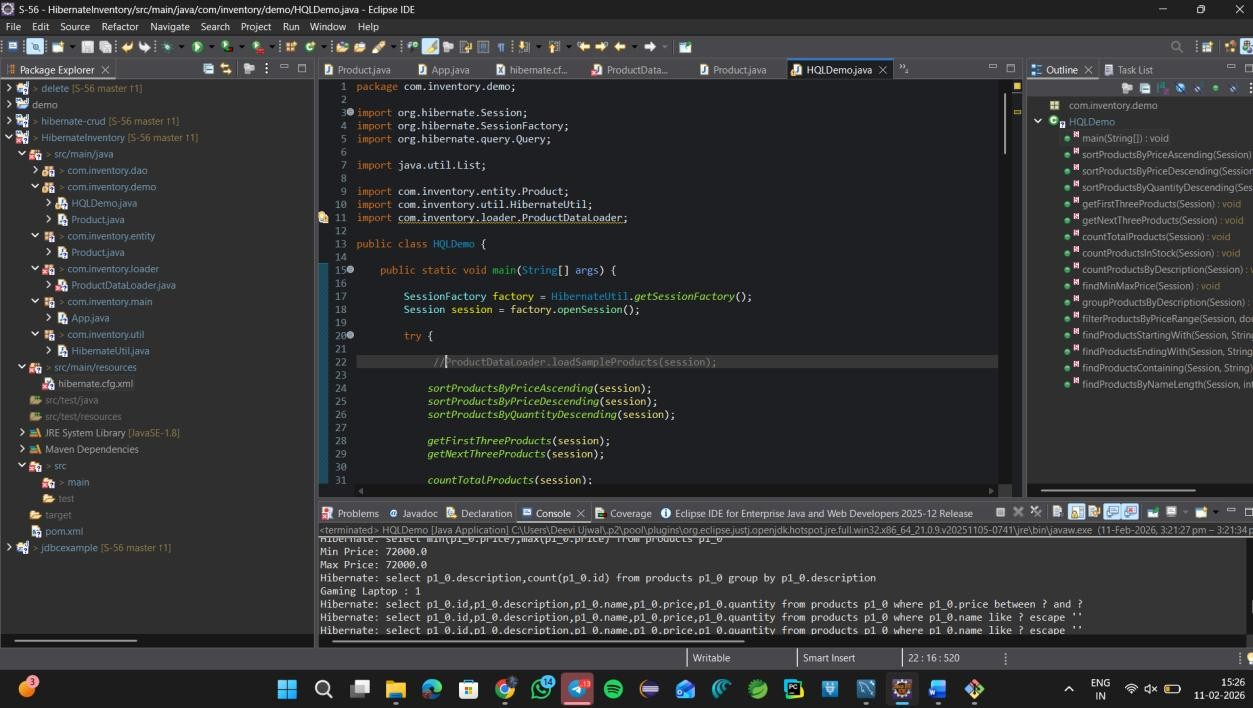 S-56 - HibernateInventory/src/main/java/com/inventory/demo/HQLDemo.java - Eclipse IDE
File Edit Source Refactor Navigate Search Project Run Window Help
Package Explorer
> delete [S-56 master ↑1]
demo
> hibernate-crud [S-56 master ↑1]
> HibernateInventory [S-56 master ↑1]
> src/main/java
> com.inventory.dao
> com.inventory.demo
> HQLDemo.java
> Product.java
> com.inventory.entity
> Product.java
> com.inventory.loader
> ProductDataLoader.java
> com.inventory.main
> App.java
> com.inventory.util
> HibernateUtil.java
> src/main/resources
hibernate.cfg.xml
src/test/java
src/test/resources
JRE System Library [JavaSE-1.8]
Maven Dependencies
> src
> main
test
target
pom.xml
> jdbcexample [S-56 master ↑1]
Product.java App.java hibernate.cf... ProductData... Product.java HQLDemo.java
1 package com.inventory.demo;
2
3 import org.hibernate.Session;
4 import org.hibernate.SessionFactory;
5 import org.hibernate.query.Query;
6
7 import java.util.List;
8
9 import com.inventory.entity.Product;
10 import com.inventory.util.HibernateUtil;
11 import com.inventory.loader.ProductDataLoader;
12
13 public class HQLDemo {
14
15 public static void main(String[] args) {
16
17 SessionFactory factory = HibernateUtil.getSessionFactory();
18 Session session = factory.openSession();
19
20 try {
21
22 //ProductDataLoader.loadSampleProducts(session);
23
24 sortProductsByPriceAscending(session);
25 sortProductsByPriceDescending(session);
26 sortProductsByQuantityDescending(session);
27
28 getFirstThreeProducts(session);
29 getNextThreeProducts(session);
30
31 countTotalProducts(session);
Outline Task List
com.inventory.demo
HQLDemo
main(String[]) : void
sortProductsByPriceAscending(Session)
sortProductsByPriceDescending(Session
sortProductsByQuantityDescending(Ses
getFirstThreeProducts(Session) : void
getNextThreeProducts(Session) : void
countTotalProducts(Session) : void
countProductsInStock(Session) : void
countProductsByDescription(Session) :
findMinMaxPrice(Session) : void
groupProductsByDescription(Session) :
filterProductsByPriceRange(Session, dou
findProductsStartingWith(Session, String
findProductsEndingWith(Session, String
findProductsContaining(Session, String)
findProductsByNameLength(Session, int
Problems Javadoc Declaration Console Coverage Eclipse IDE for Enterprise Java and Web Developers 2025-12 Release
<terminated> HQLDemo [Java Application] C:\Users\Deevi Ujwal\.p2\pool\plugins\org.eclipse.justj.openjdk.hotspot.jre.full.win32.x86_64_21.0.9.v20251105-0741\jre\bin\javaw.exe (11-Feb-2026, 3:21:27 pm – 3:21:34 p
Hibernate: select min(p1_0.price),max(p1_0.price) from products p1_0
Min Price: 72000.0
Max Price: 72000.0
Hibernate: select p1_0.description,count(p1_0.id) from products p1_0 group by p1_0.description
Gaming Laptop : 1
Hibernate: select p1_0.id,p1_0.description,p1_0.name,p1_0.price,p1_0.quantity from products p1_0 where p1_0.price between ? and ?
Hibernate: select p1_0.id,p1_0.description,p1_0.name,p1_0.price,p1_0.quantity from products p1_0 where p1_0.name like ? escape ''
Hibernate: select p1_0.id,p1_0.description,p1_0.name,p1_0.price,p1_0.quantity from products p1_0 where p1_0.name like ? escape ''
Writable Smart Insert 22 : 16 : 520
3
14
13
ENG
IN
15:26
11-02-2026